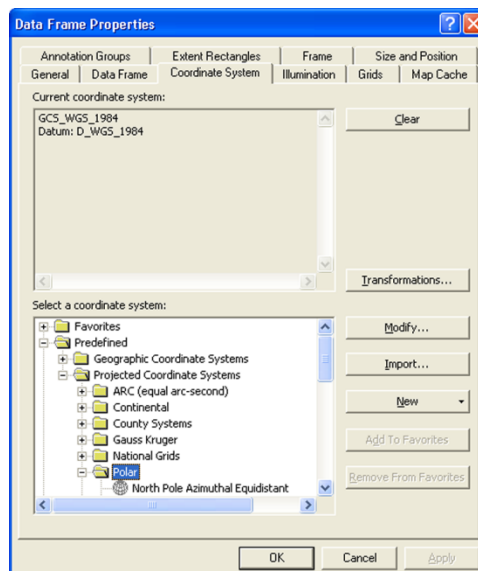 Data Frame Properties
Annotation Groups Extent Rectangles Frame Size and Position
General Data Frame Coordinate System Illumination Grids Map Cache
Current coordinate system:
GCS_WGS_1984
Datum: D_WGS_1984
Clear
Transformations...
Select a coordinate system:
Favorites
Predefined
Geographic Coordinate Systems
Projected Coordinate Systems
ARC (equal arc-second)
Continental
County Systems
Gauss Kruger
National Grids
Polar
North Pole Azimuthal Equidistant
Modify...
Import...
New
Add To Favorites
Remove From Favorites
OK Cancel Apply